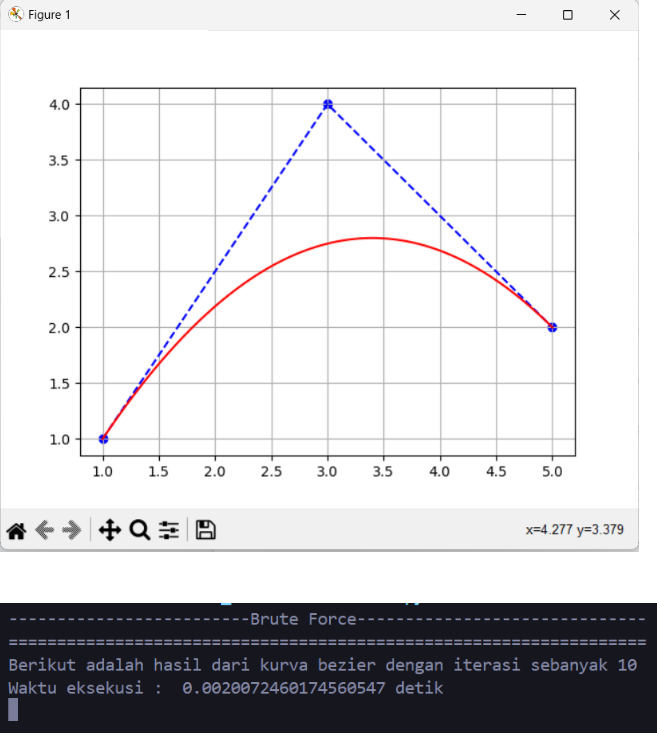 Figure 1
4.0
3.5
3.0
2.5
2.0
1.5
1.0
1.0 1.5 2.0 2.5 3.0 3.5 4.0 4.5 5.0
x=4.277 y=3.379
-------------------------Brute Force------------------------------
==================================================================
Berikut adalah hasil dari kurva bezier dengan iterasi sebanyak 10
Waktu eksekusi :  0.0020072460174560547 detik